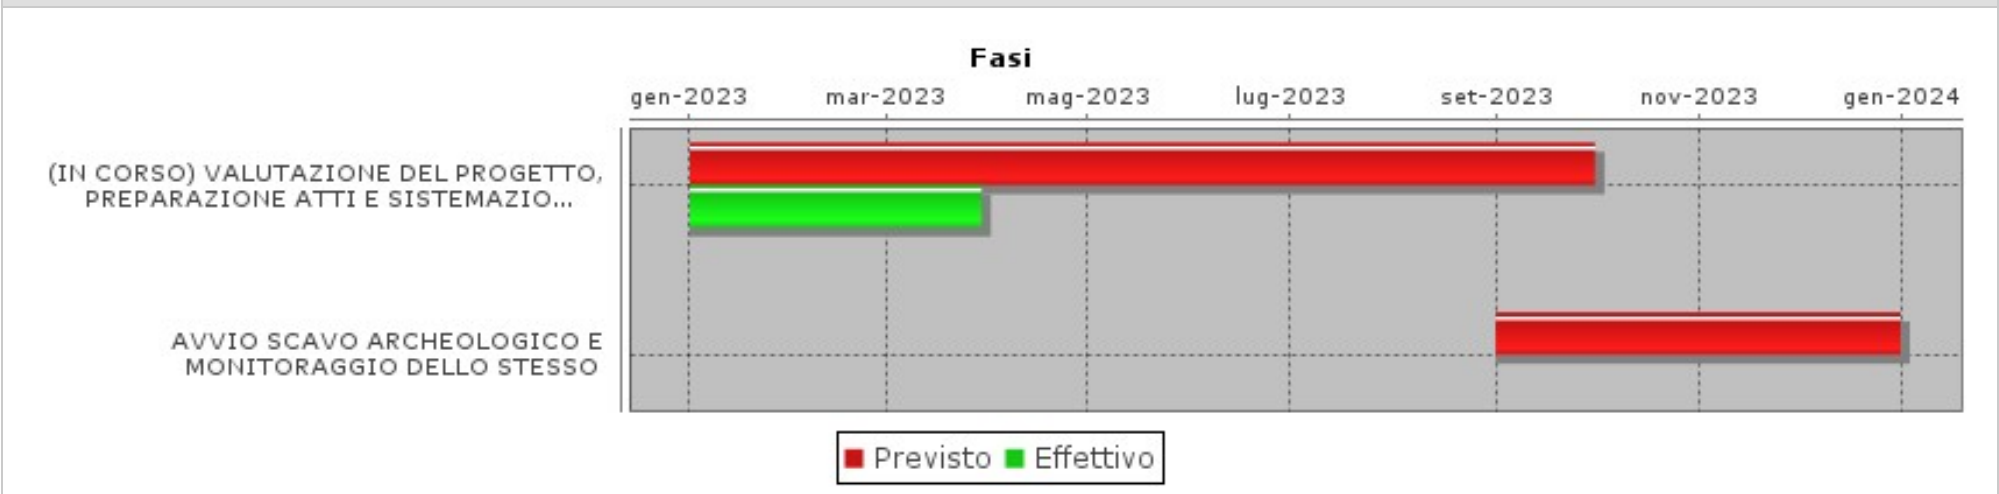 Fasi
gen-2023 mar-2023 mag-2023 lug-2023 set-2023 nov-2023 gen-2024
(IN CORSO) VALUTAZIONE DEL PROGETTO,
PREPARAZIONE ATTI E SISTEMAZIO...
AVVIO SCAVO ARCHEOLOGICO E
MONITORAGGIO DELLO STESSO
Previsto Effettivo